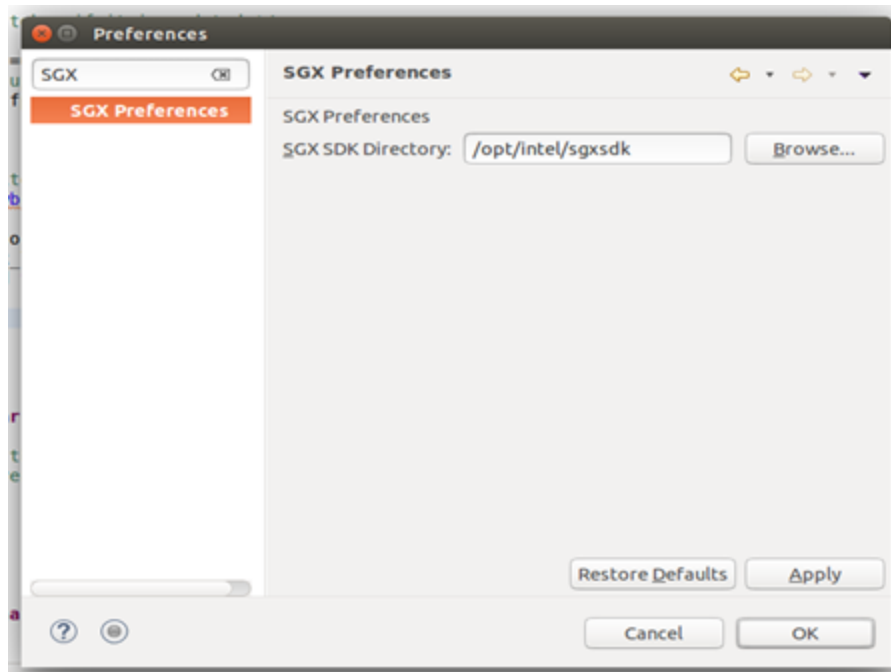 Preferences
SGX
SGX Preferences
SGX Preferences
SGX Preferences
SGX SDK Directory: /opt/intel/sgxsdk Browse...
Restore Defaults Apply
Cancel OK